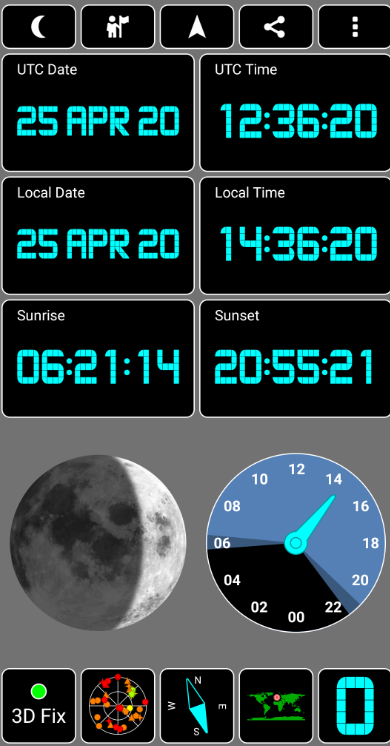 UTC Date
UTC Time
25 APR 20
12:36:20
Local Date
Local Time
25 APR 20
14:36:20
Sunrise
Sunset
06:21:14
20:55:21
12
10
14
08
16
06
18
04
20
02
22
00
3D Fix
N
W
E
S
0